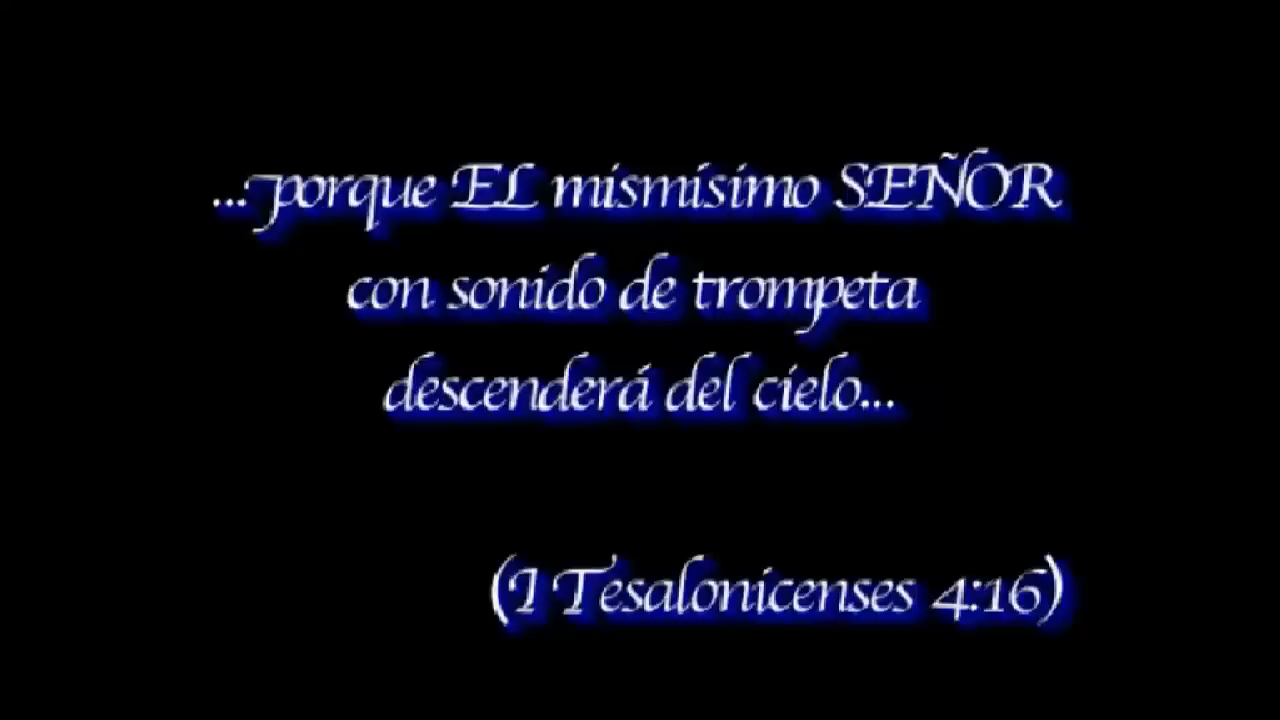 ...porque EL mismísimo SEÑOR
con sonido de trompeta
descenderá del cielo...
(I Tesalonicenses 4:16)